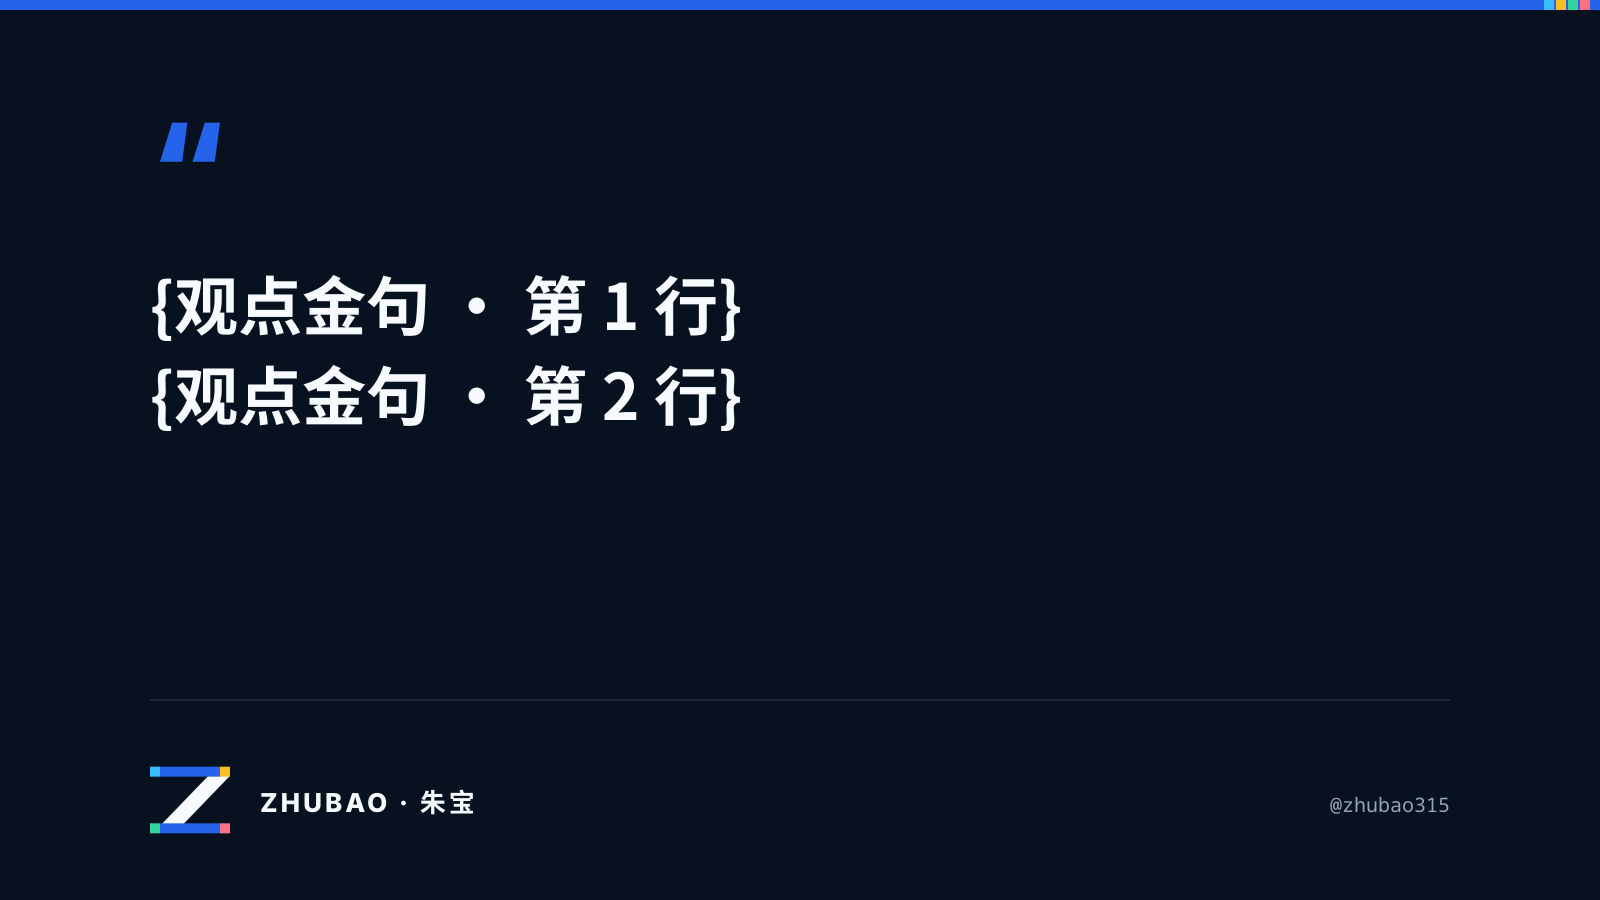 “
{观点金句 · 第 1 行}
{观点金句 · 第 2 行}
Z
ZHUBAO · 朱宝
@zhubao315